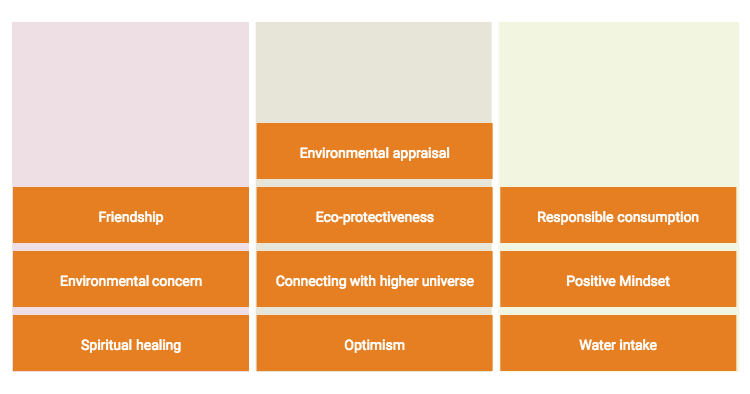 Environmental appraisal
Friendship
Eco-protectiveness
Responsible consumption
Environmental concern
Connecting with higher universe
Positive Mindset
Spiritual healing
Optimism
Water intake